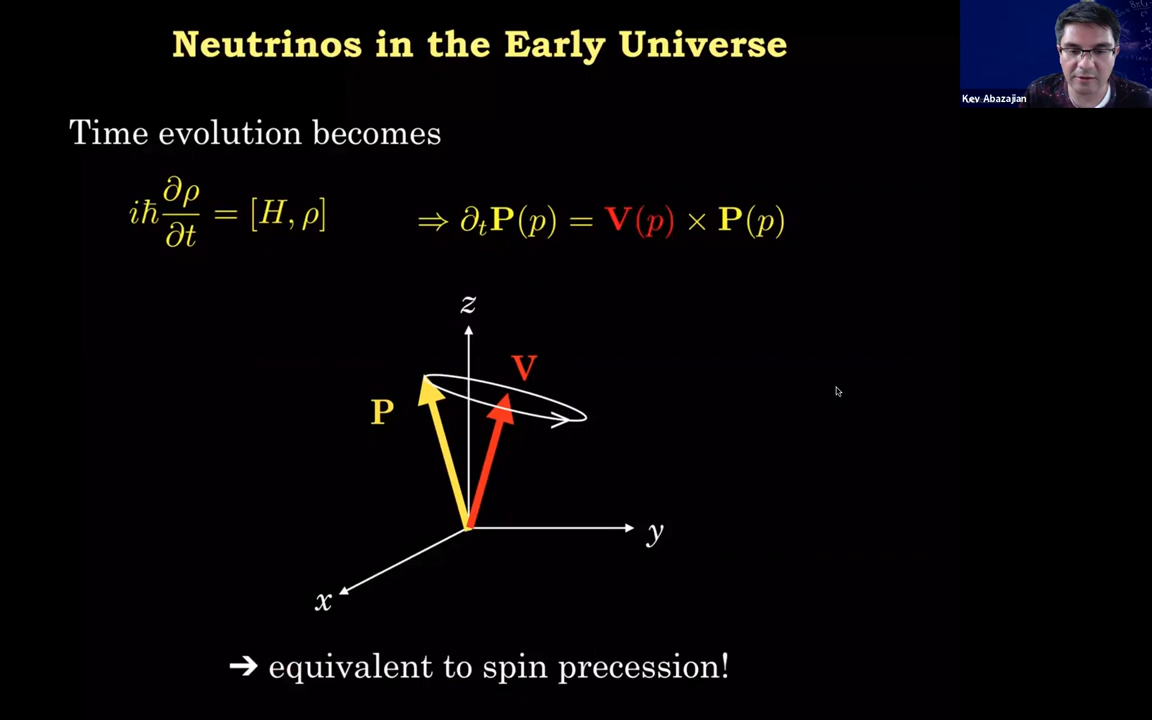 Neutrinos in the Early Universe
Kev Abazajian
Time evolution becomes
iℏ ∂ρ/∂t = [H, ρ] ⇒ ∂ₜP(p) = V(p) × P(p)
z
V
P
y
x
➔ equivalent to spin precession!